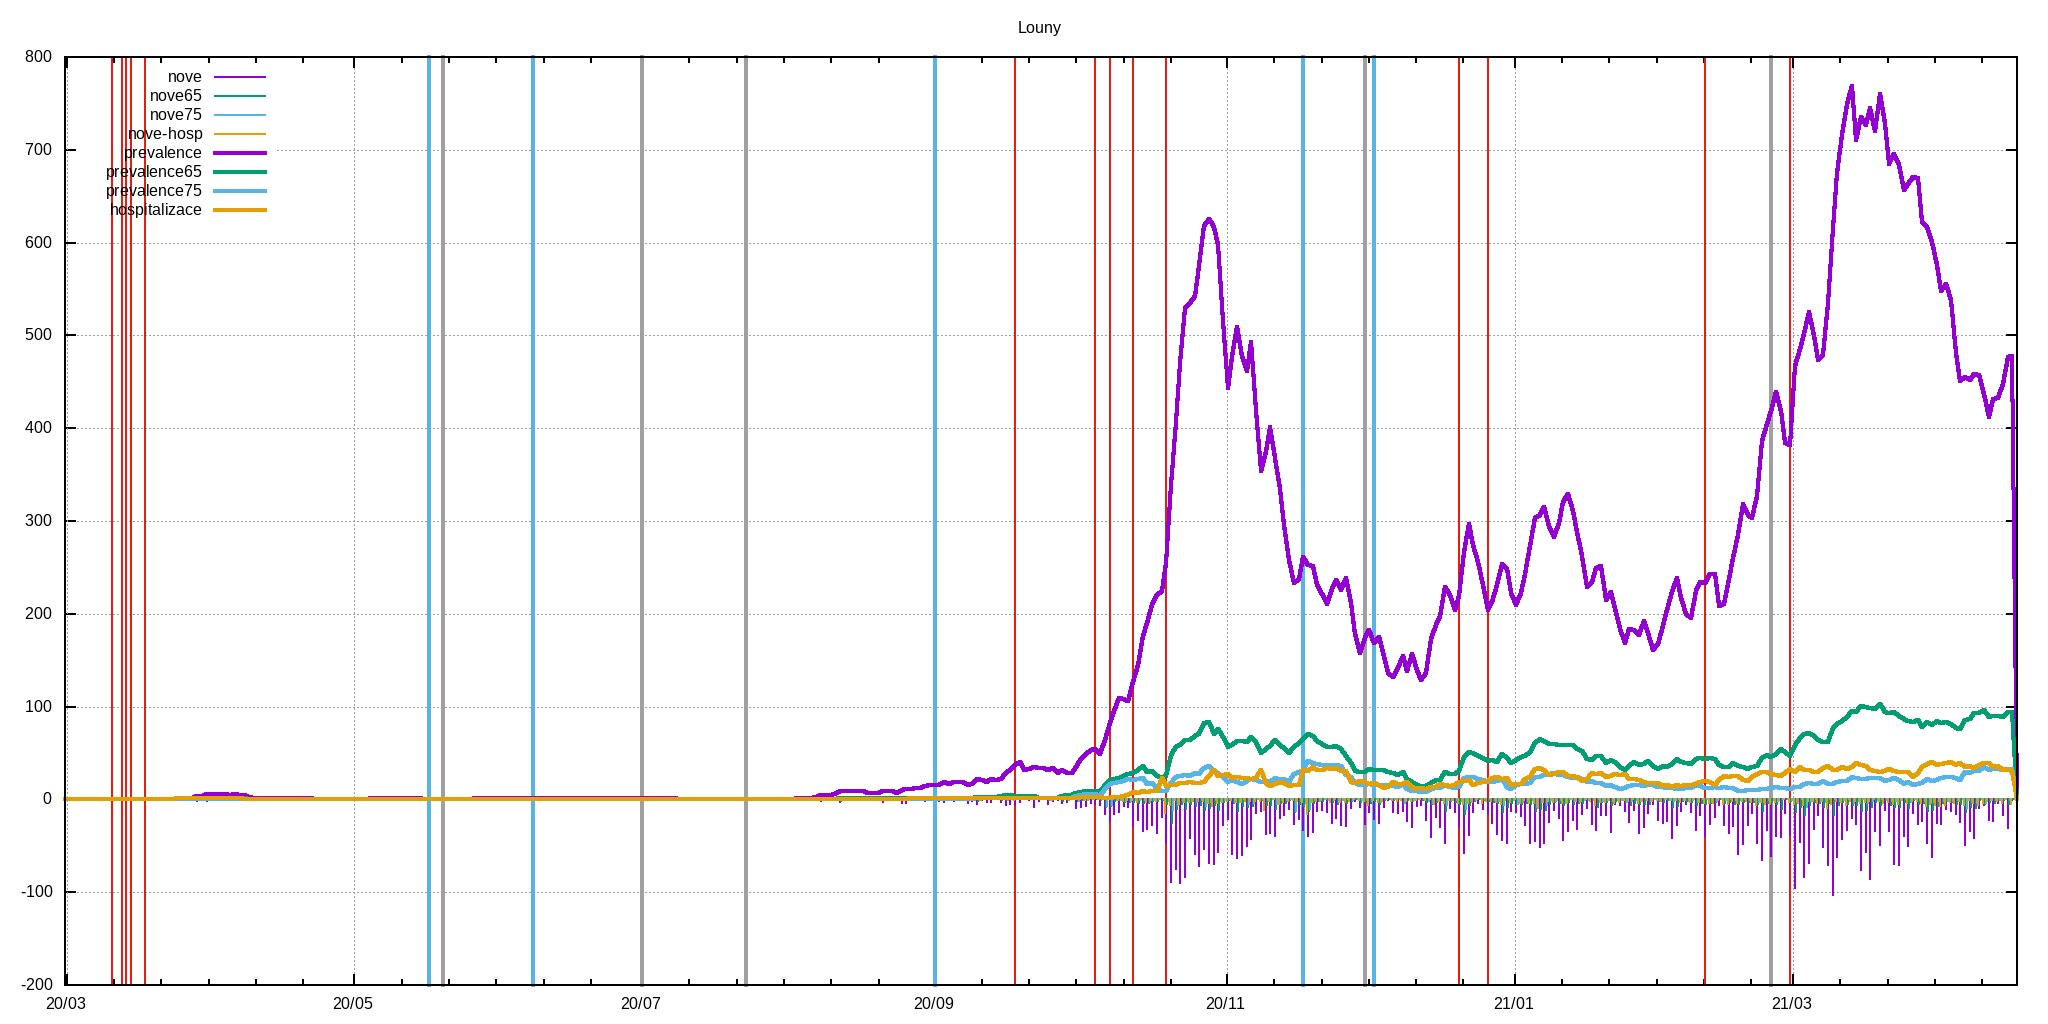 Louny
800
700
600
500
400
300
200
100
0
-100
-200
nove
nove65
nove75
nove-hosp
prevalence
prevalence65
prevalence75
hospitalizace
20/03 20/05 20/07 20/09 20/11 21/01 21/03